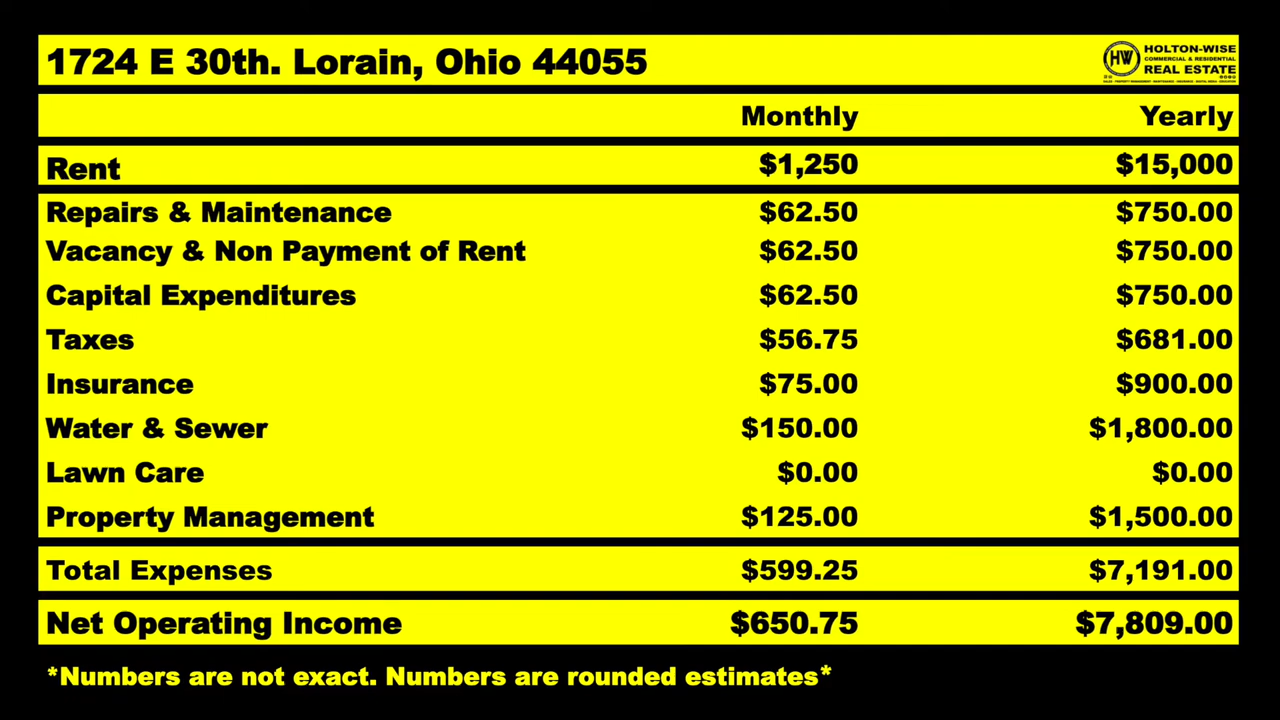 1724 E 30th. Lorain, Ohio 44055
HW
HOLTON-WISE
COMMERCIAL & RESIDENTIAL
REAL ESTATE
Monthly Yearly
Rent $1,250 $15,000
Repairs & Maintenance $62.50 $750.00
Vacancy & Non Payment of Rent $62.50 $750.00
Capital Expenditures $62.50 $750.00
Taxes $56.75 $681.00
Insurance $75.00 $900.00
Water & Sewer $150.00 $1,800.00
Lawn Care $0.00 $0.00
Property Management $125.00 $1,500.00
Total Expenses $599.25 $7,191.00
Net Operating Income $650.75 $7,809.00
*Numbers are not exact. Numbers are rounded estimates*